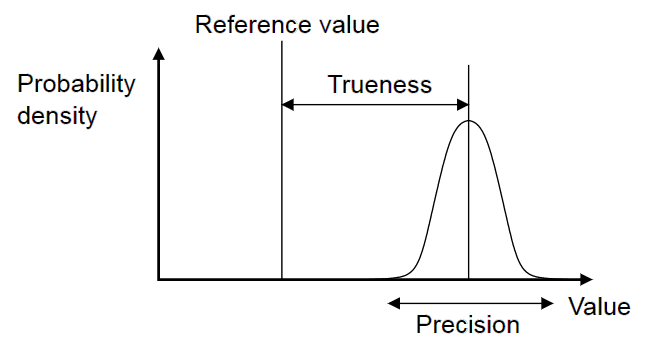 Reference value
Probability
density
Trueness
Value
Precision